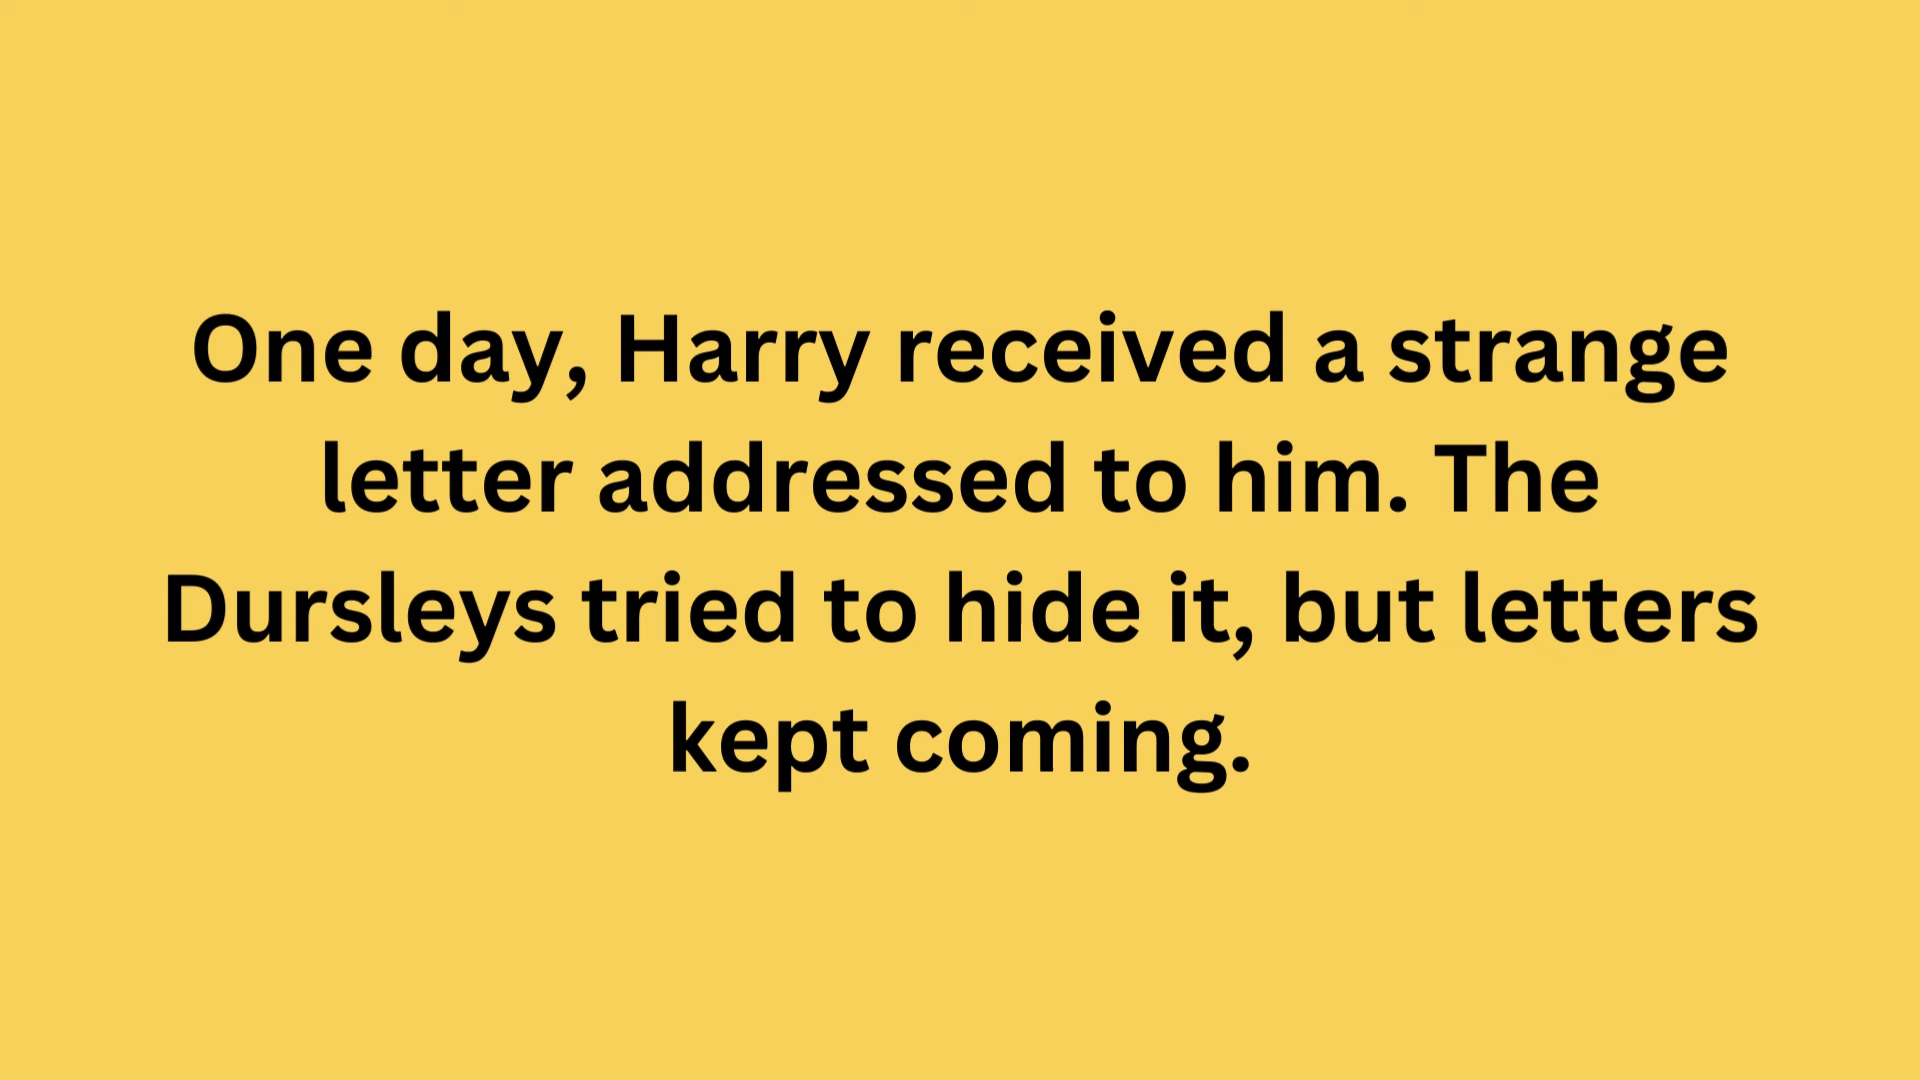 One day, Harry received a strange
letter addressed to him. The
Dursleys tried to hide it, but letters
kept coming.